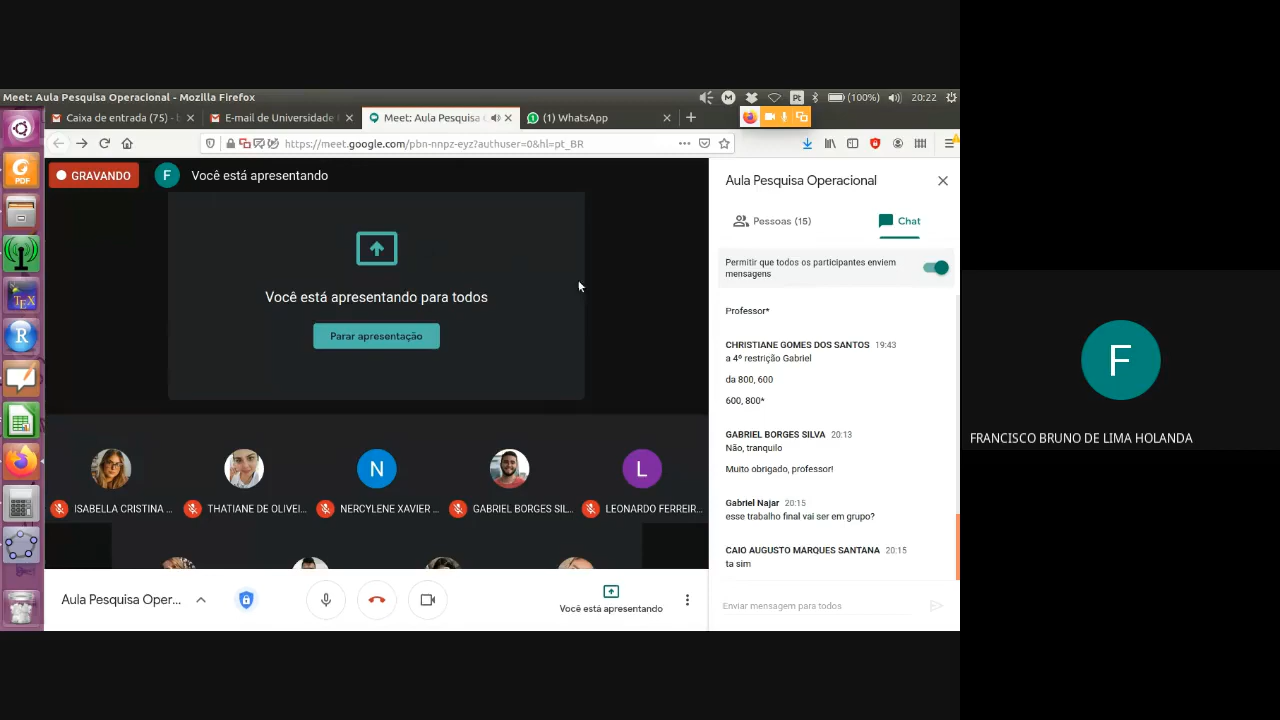 Meet: Aula Pesquisa Operacional - Mozilla Firefox
M
Pt
(100%)
20:22
Caixa de entrada (75) -
E-mail de Universidade
Meet: Aula Pesquisa
(1) WhatsApp
https://meet.google.com/pbn-nnpz-eyz?authuser=0&hl=pt_BR
PDF
TEX
R
GRAVANDO
F
Você está apresentando
Você está apresentando para todos
Parar apresentação
N
L
ISABELLA CRISTINA ...
THATIANE DE OLIVEI...
NERCYLENE XAVIER ...
GABRIEL BORGES SIL...
LEONARDO FERREIR...
Aula Pesquisa Oper...
Você está apresentando
Aula Pesquisa Operacional
Pessoas (15)
Chat
Permitir que todos os participantes enviem
mensagens
Professor*
CHRISTIANE GOMES DOS SANTOS 19:43
a 4º restrição Gabriel
da 800, 600
600, 800*
GABRIEL BORGES SILVA 20:13
Não, tranquilo
Muito obrigado, professor!
Gabriel Najar 20:15
esse trabalho final vai ser em grupo?
CAIO AUGUSTO MARQUES SANTANA 20:15
ta sim
Enviar mensagem para todos
F
FRANCISCO BRUNO DE LIMA HOLANDA